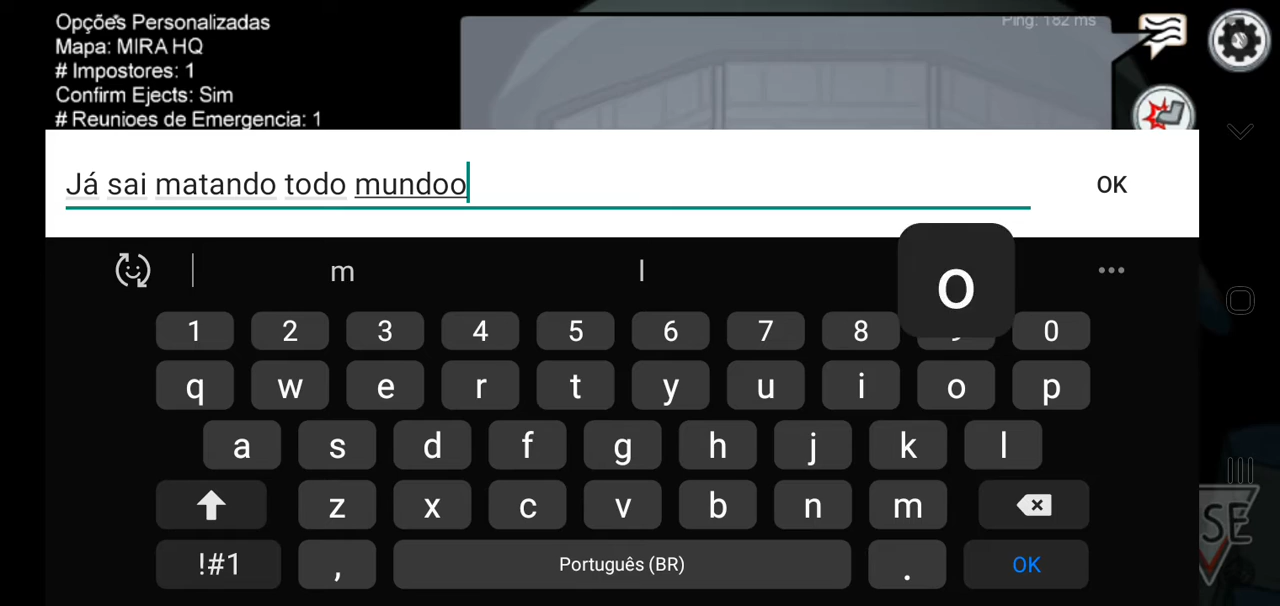 Opções Personalizadas
Ping: 182 ms
Mapa: MIRA HQ
# Impostores: 1
Confirm Ejects: Sim
# Reunioes de Emergencia: 1
Já sai matando todo mundoo
OK
m l
o
1 2 3 4 5 6 7 8 0
q w e r t y u i o p
a s d f g h j k l
z x c v b n m
SE
!#1 , Português (BR) . OK